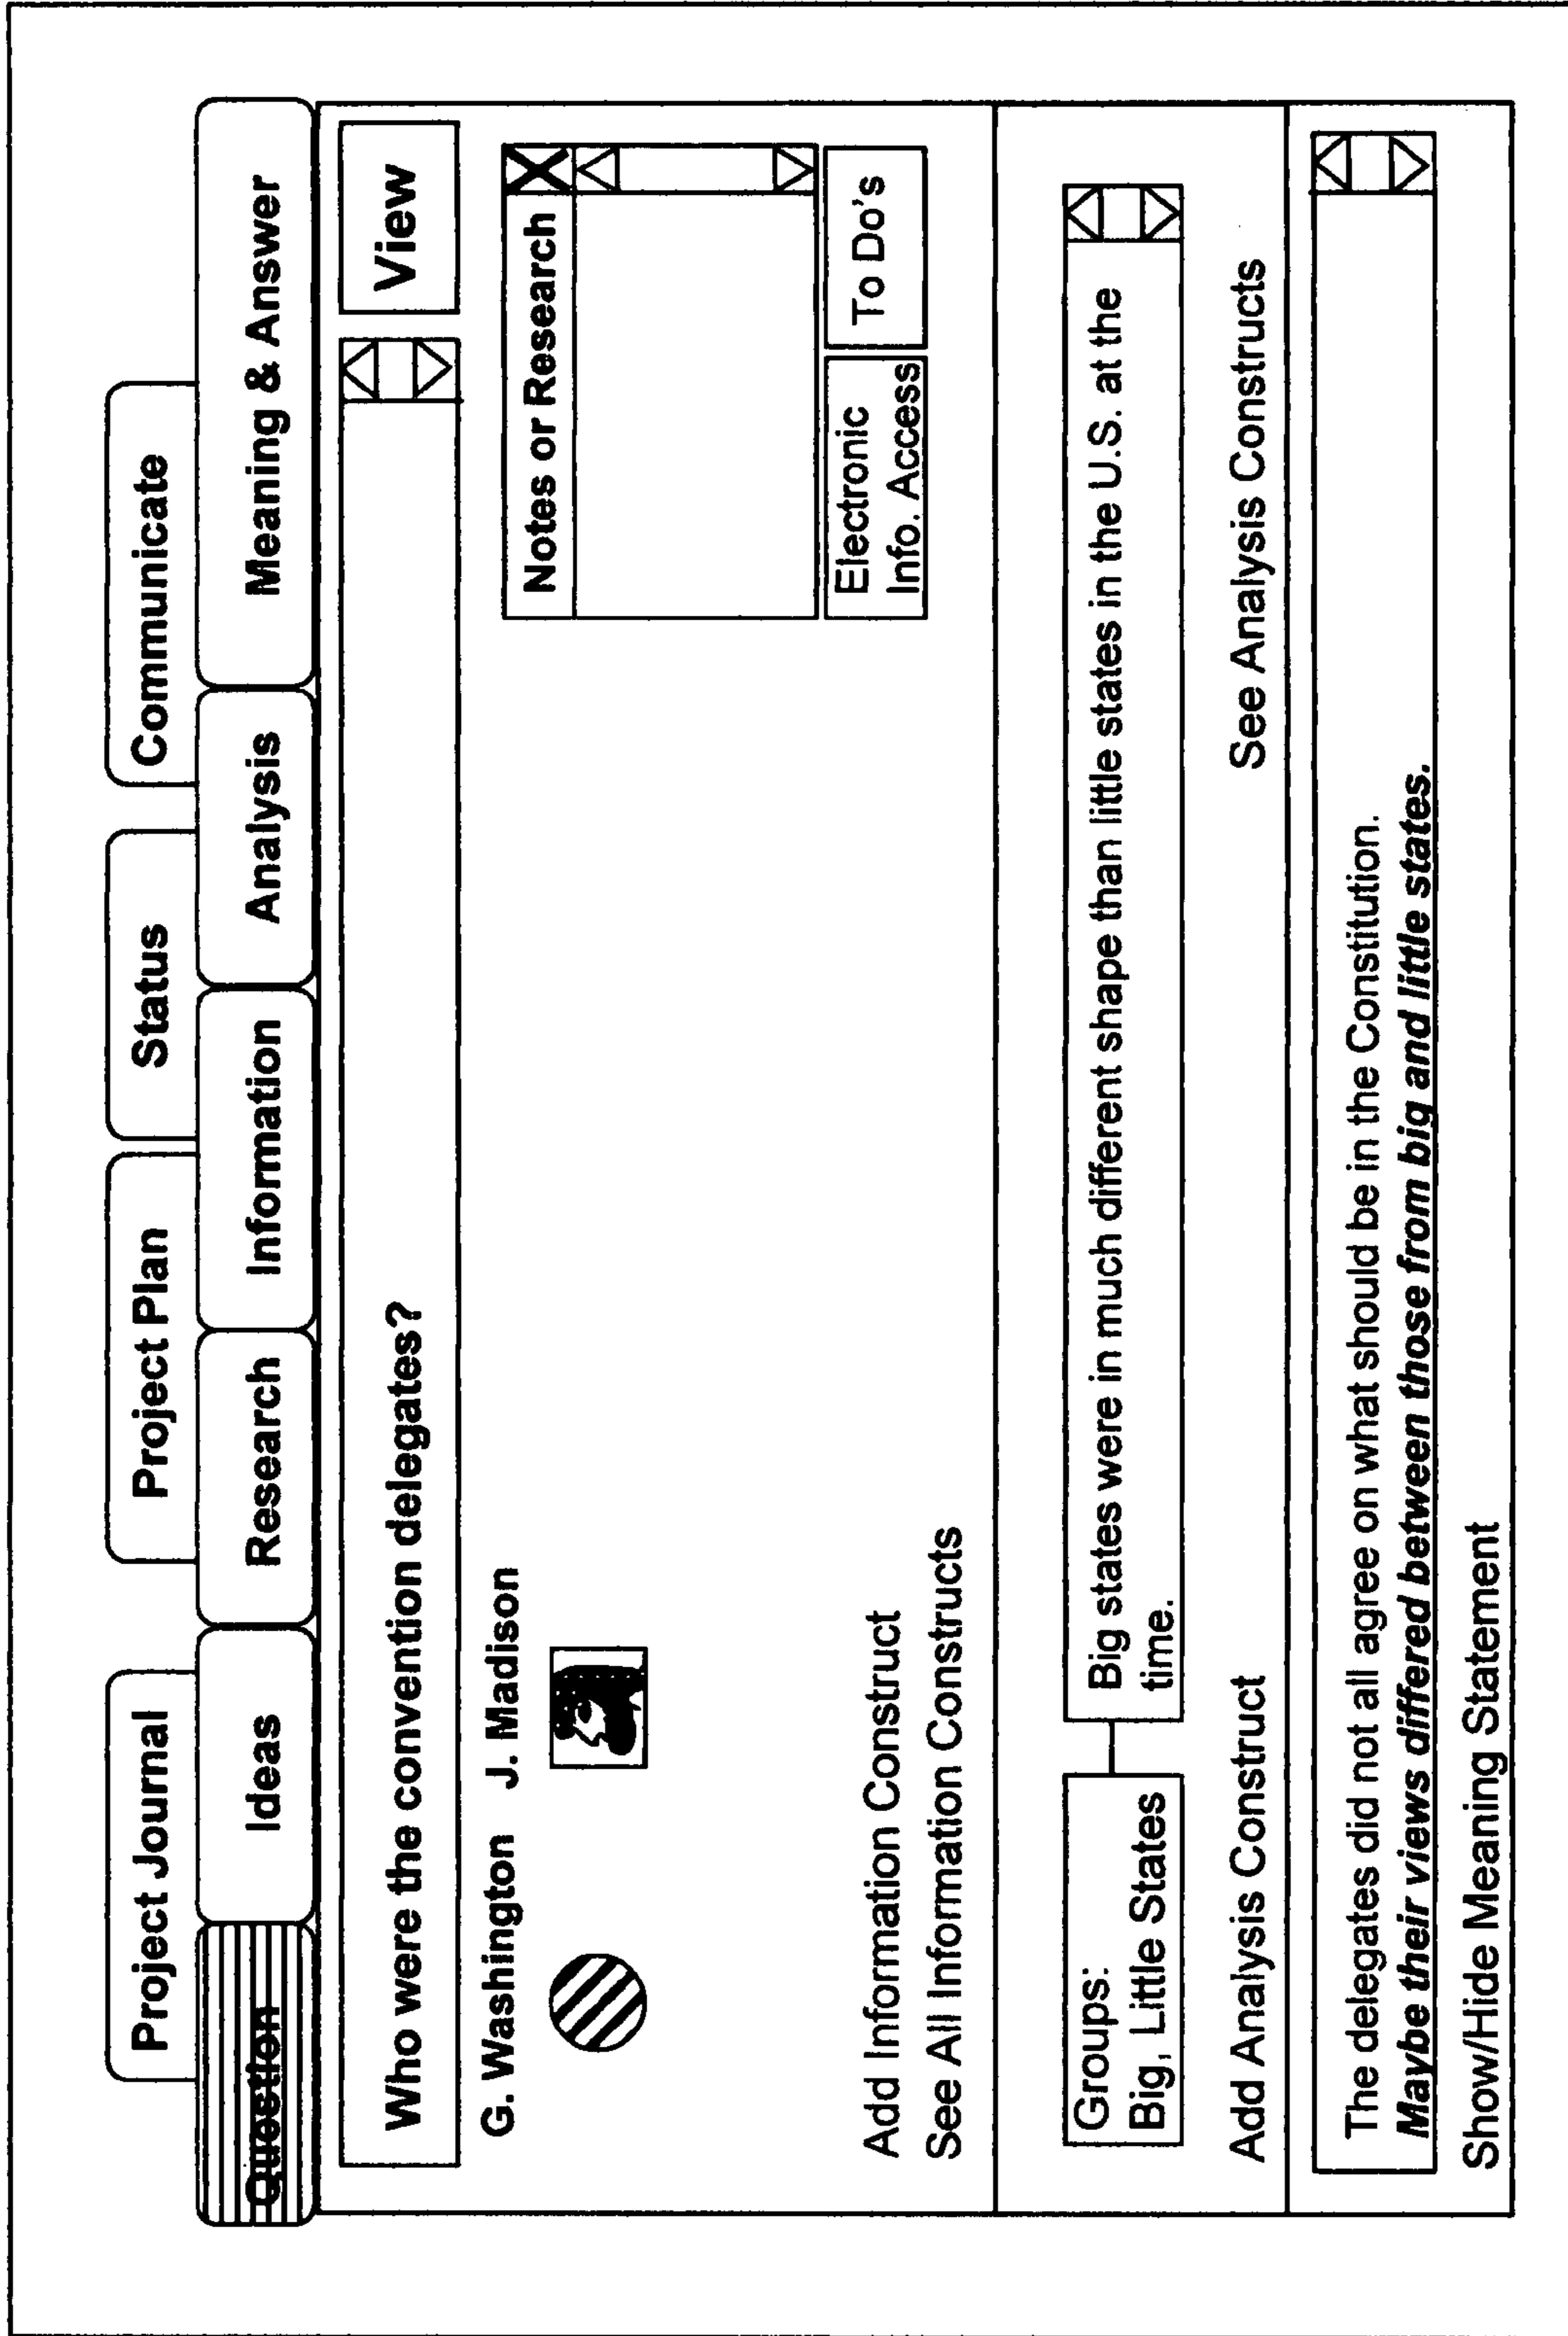 Project Journal
Project Plan
Status
Communicate
Question
Ideas
Research
Information
Analysis
Meaning & Answer
Who were the convention delegates?
View
G. Washington
J. Madison
Notes or Research
Electronic
Info. Access
To Do's
Add Information Construct
See All Information Constructs
Groups:
Big, Little States
Big states were in much different shape than little states in the U.S. at the
time.
Add Analysis Construct
See Analysis Constructs
The delegates did not all agree on what should be in the Constitution.
Maybe their views differed between those from big and little states.
Show/Hide Meaning Statement